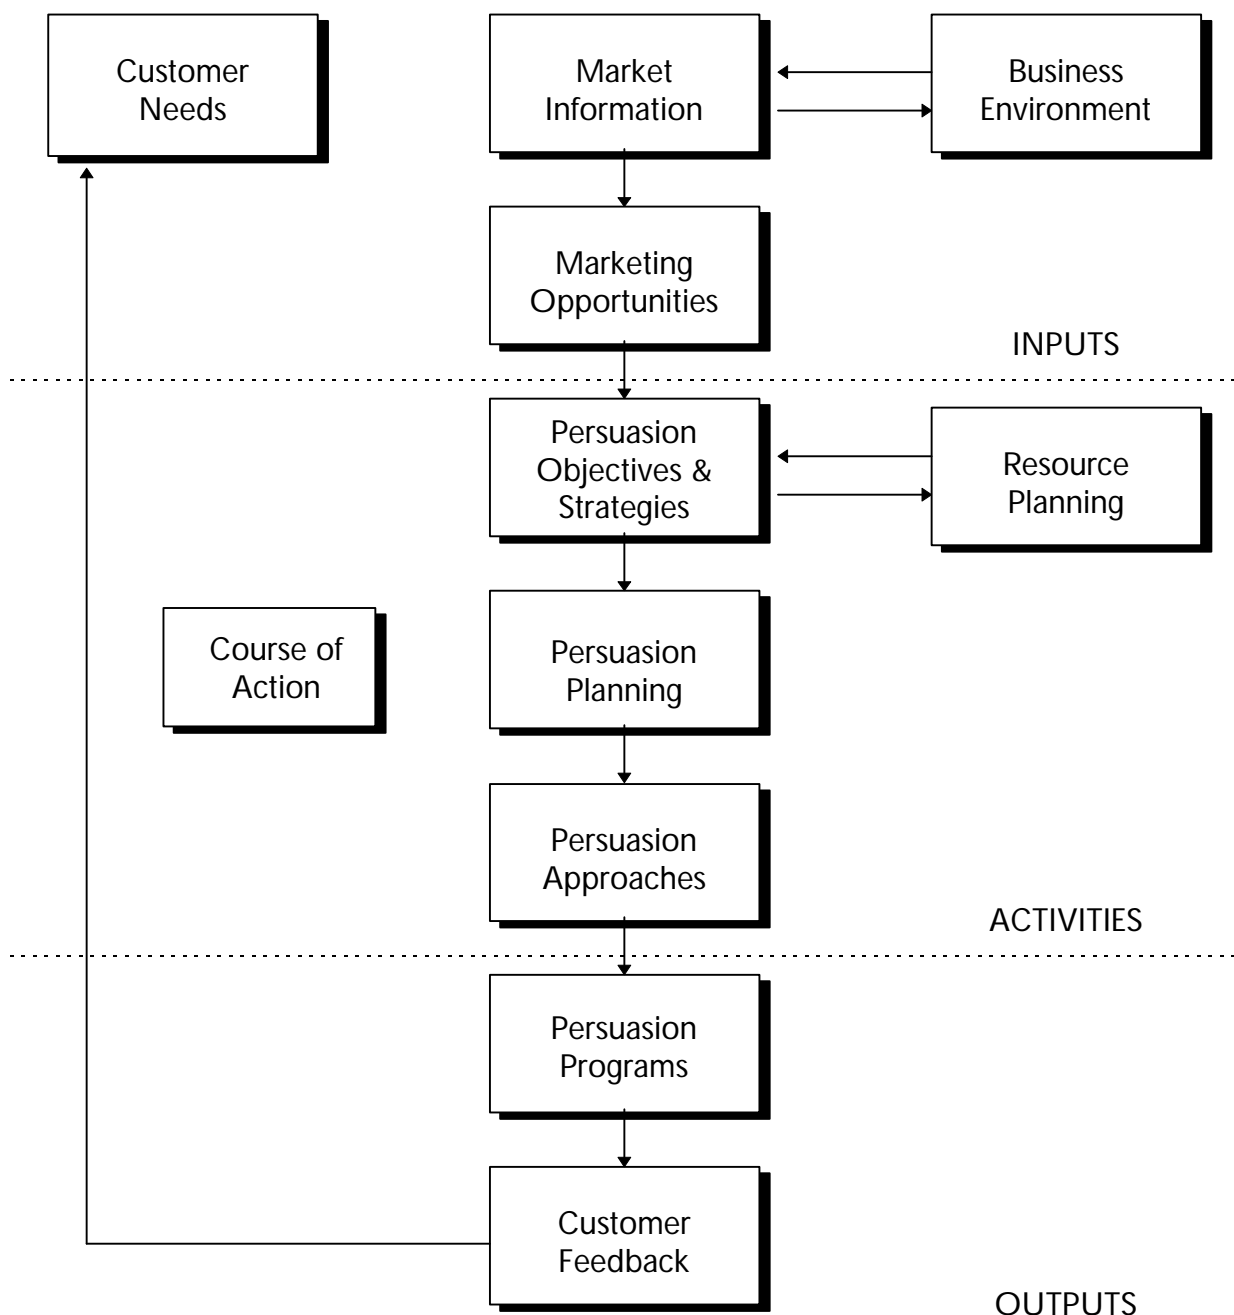 Customer
Needs
Market
Information
Business
Environment
Marketing
Opportunities
INPUTS
Persuasion
Objectives &
Strategies
Resource
Planning
Course of
Action
Persuasion
Planning
Persuasion
Approaches
ACTIVITIES
Persuasion
Programs
Customer
Feedback
OUTPUTS